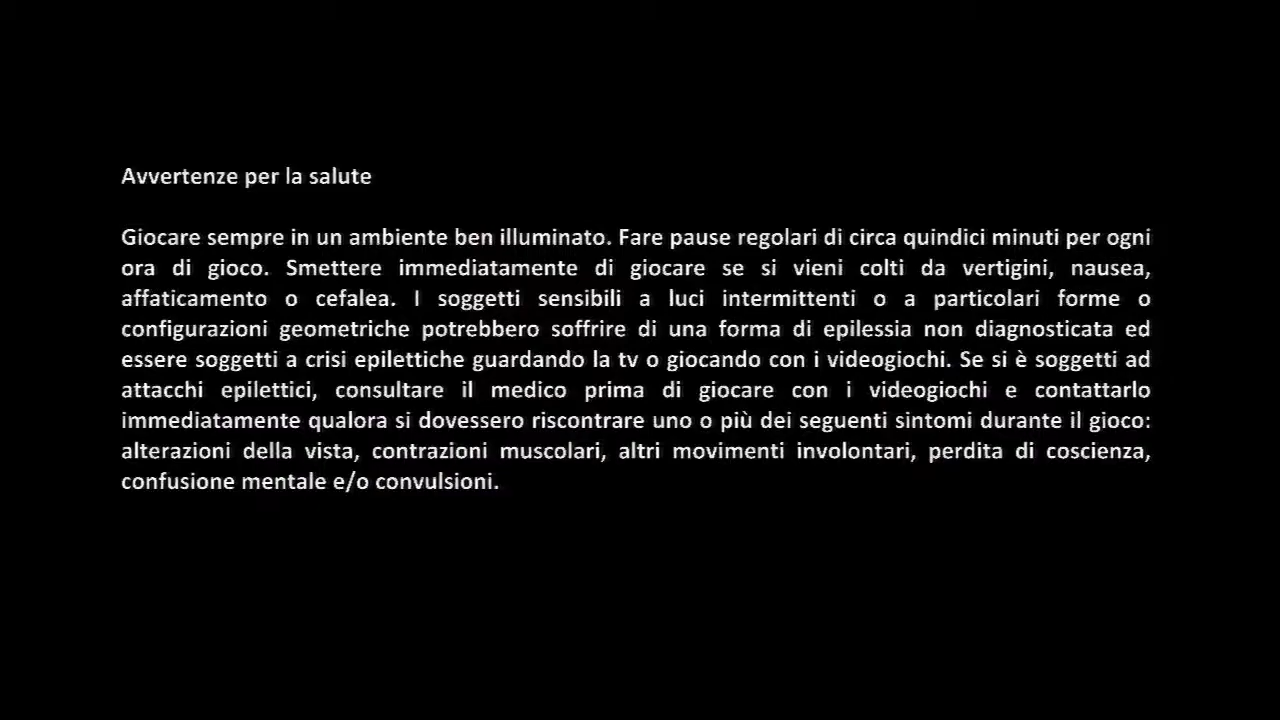 Avvertenze per la salute
Giocare sempre in un ambiente ben illuminato. Fare pause regolari di circa quindici minuti per ogni
ora di gioco. Smettere immediatamente di giocare se si vieni colti da vertigini, nausea,
affaticamento o cefalea. I soggetti sensibili a luci intermittenti o a particolari forme o
configurazioni geometriche potrebbero soffrire di una forma di epilessia non diagnosticata ed
essere soggetti a crisi epilettiche guardando la tv o giocando con i videogiochi. Se si è soggetti ad
attacchi epilettici, consultare il medico prima di giocare con i videogiochi e contattarlo
immediatamente qualora si dovessero riscontrare uno o più dei seguenti sintomi durante il gioco:
alterazioni della vista, contrazioni muscolari, altri movimenti involontari, perdita di coscienza,
confusione mentale e/o convulsioni.